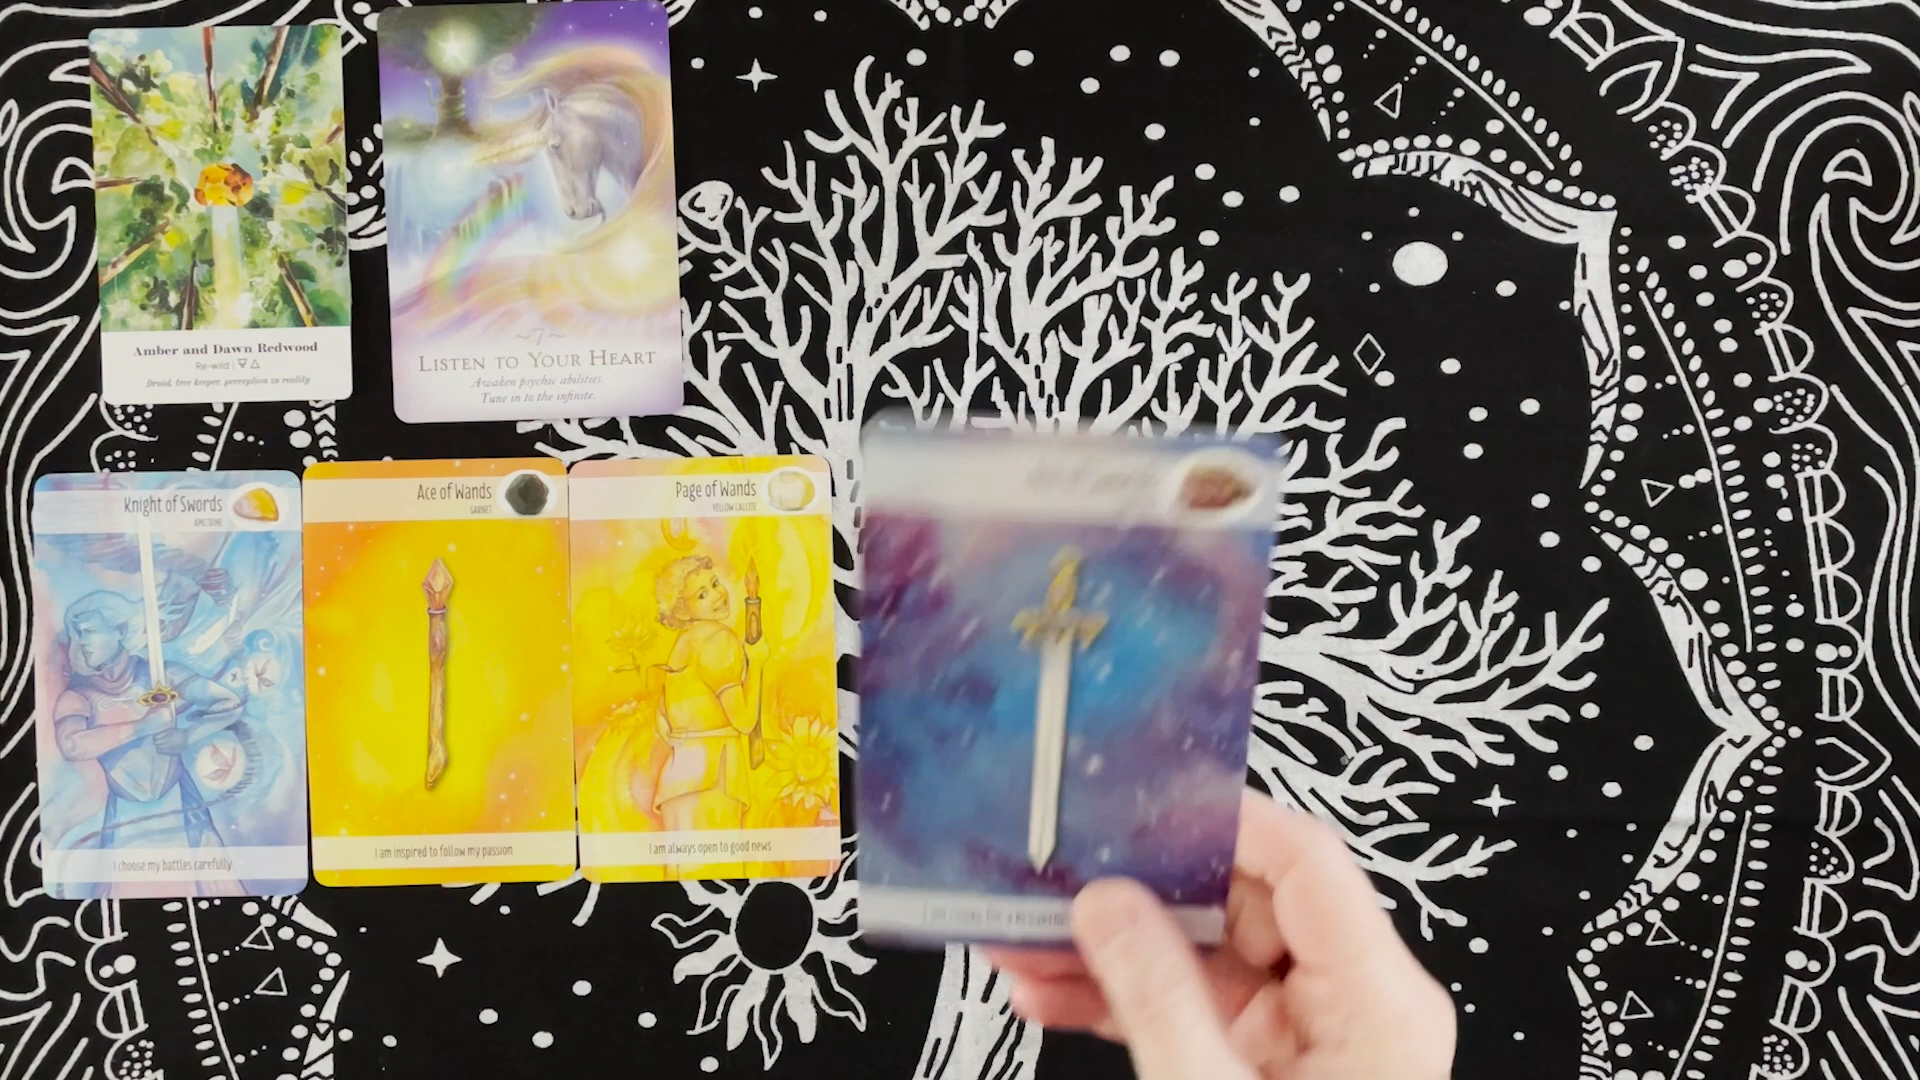 Amber and Dawn Redwood
Re-wild |
Druid, tree keeper, perception vs reality
~7~
Listen to Your Heart
Awaken psychic abilities.
Tune in to the infinite.
Knight of Swords
AMETRINE
I choose my battles carefully
Ace of Wands
GARNET
I am inspired to follow my passion
Page of Wands
YELLOW CALCITE
I am always open to good news